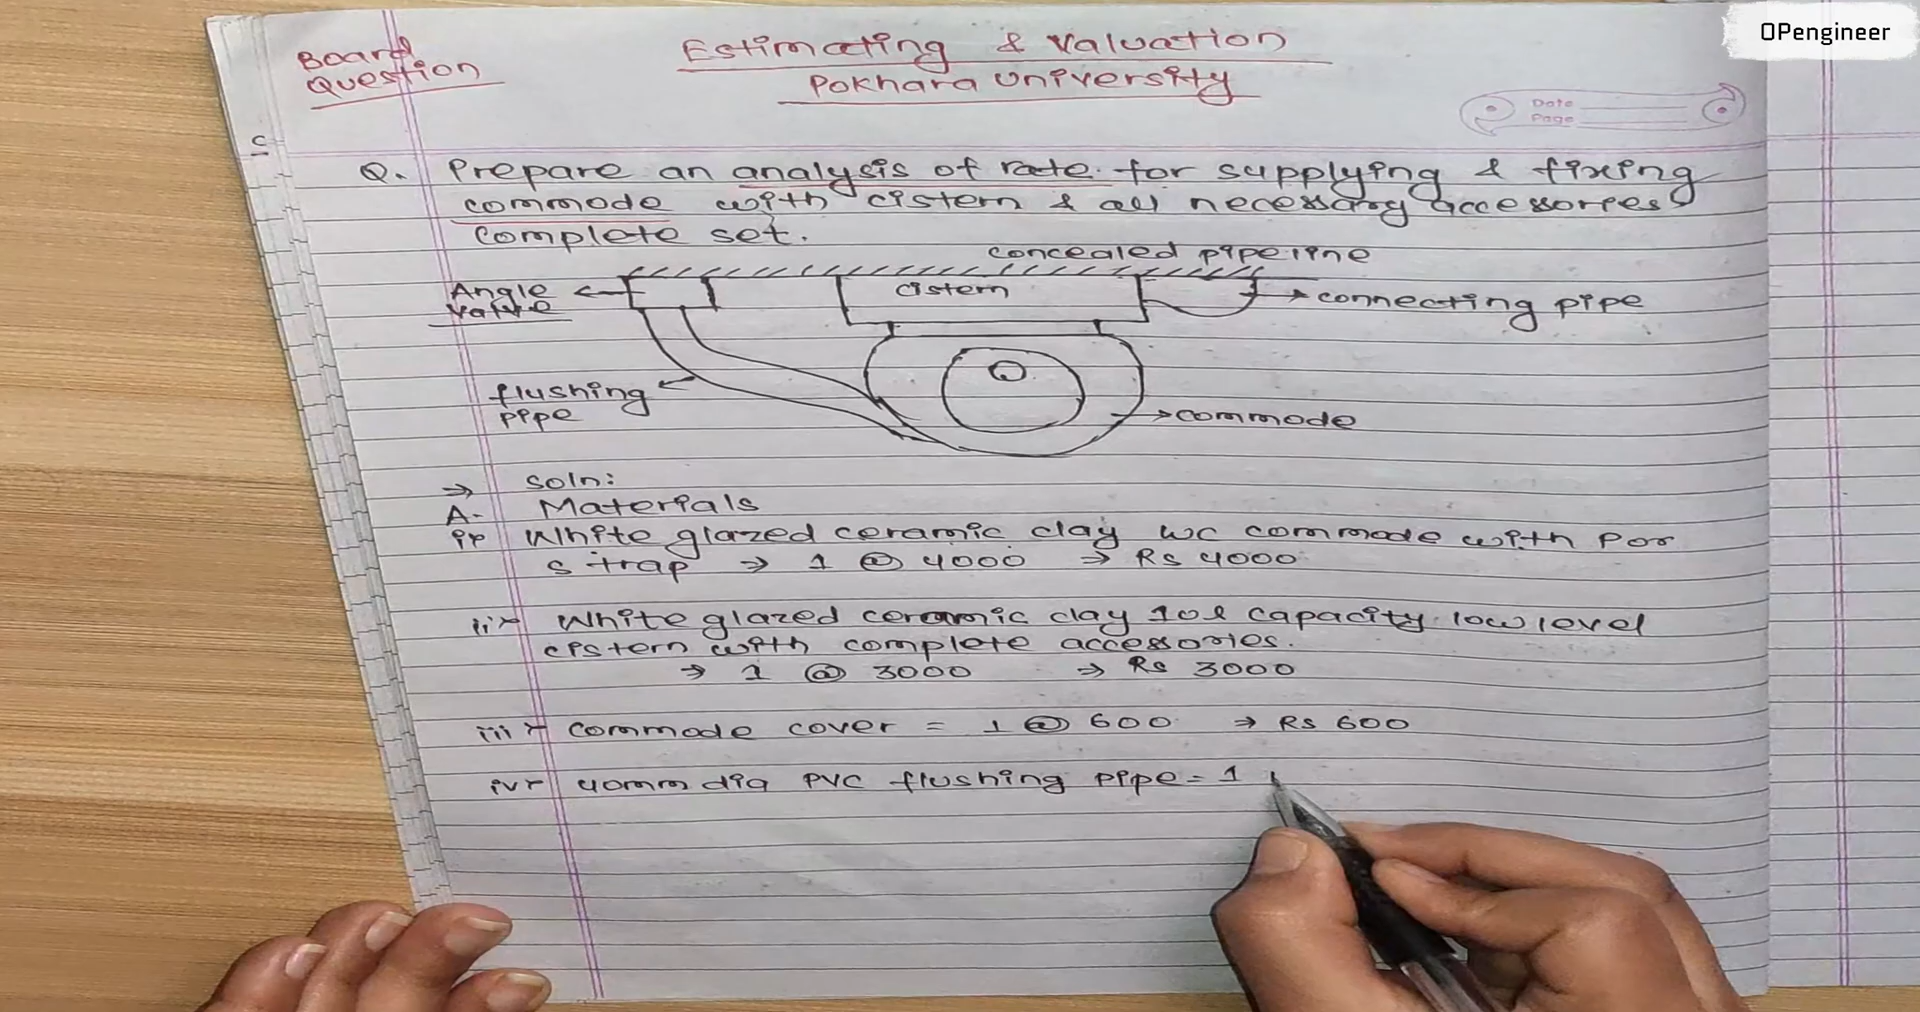 OPengineer
Board
Question
Estimating & Valuation
Pokhara University
Date
Page
Q. Prepare an analysis of rate for supplying & fixing
commode with cistern & all necessary accessories
complete set.
concealed pipeline
Angle
valve
cistern
connecting pipe
flushing
pipe
commode
⇒ Soln:
A. Materials
i) White glazed ceramic clay wc commode with P or
S trap ⇒ 1 @ 4000 ⇒ Rs 4000
ii) White glazed ceramic clay 10l capacity low level
cistern with complete accessories.
⇒ 1 @ 3000 ⇒ Rs 3000
iii) Commode cover = 1 @ 600 ⇒ Rs 600
iv) 40mm dia PVC flushing pipe = 1